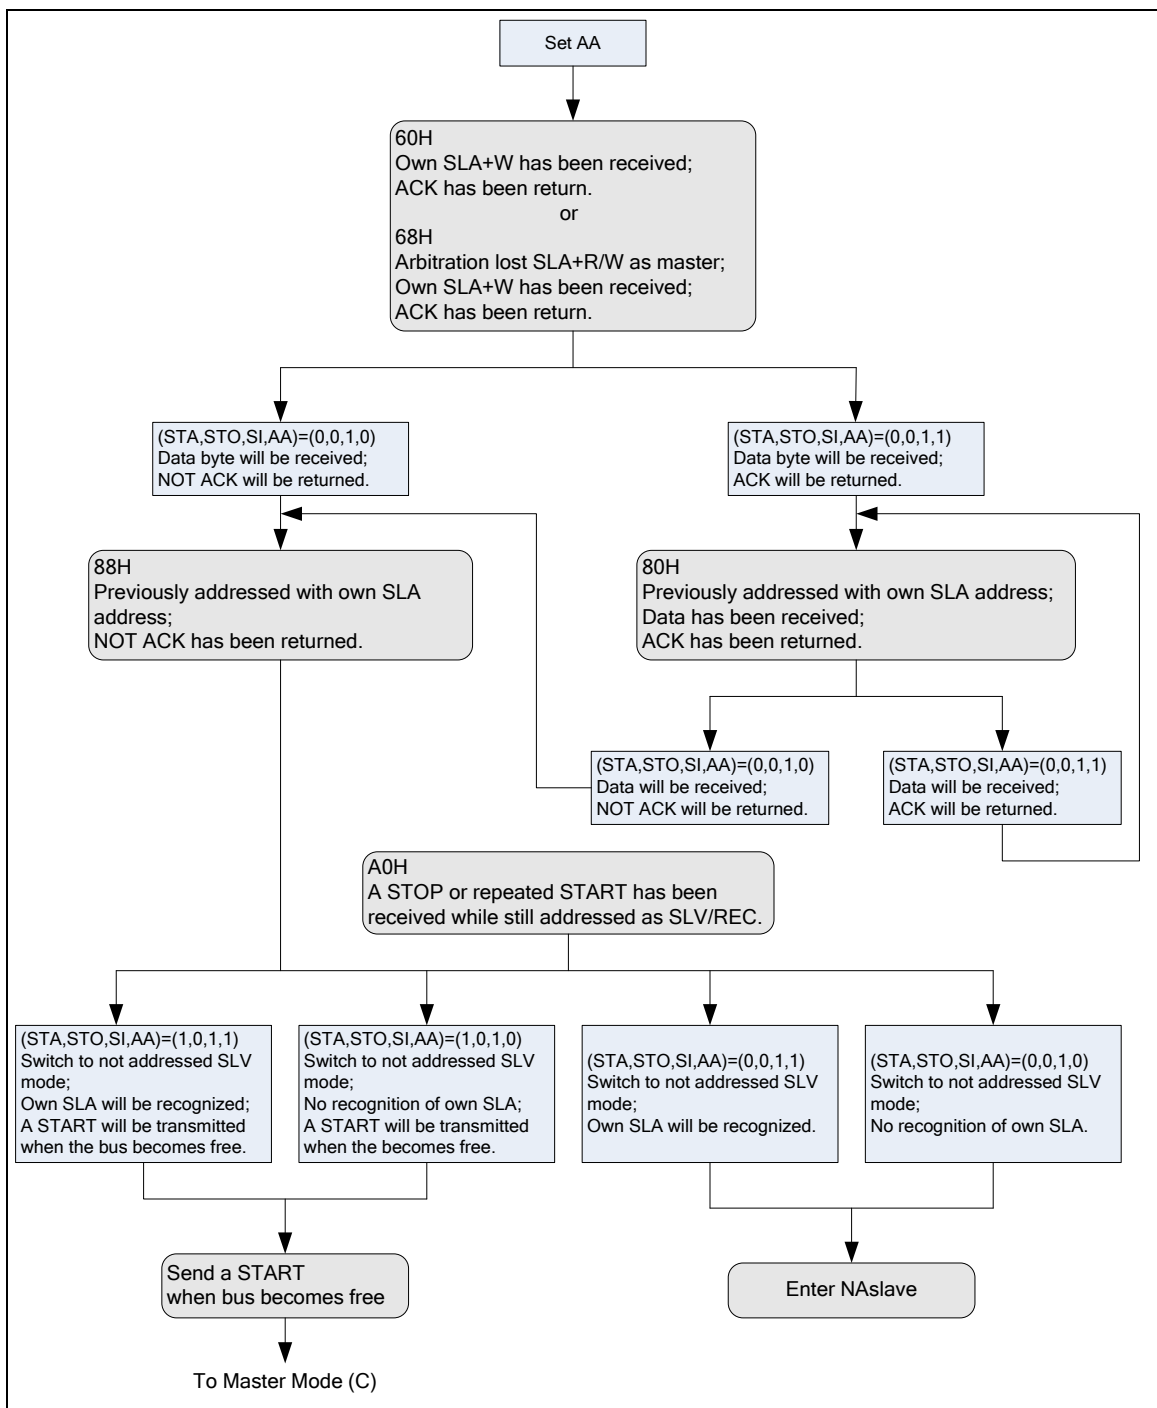 Set AA
60H
Own SLA+W has been received;
ACK has been return.
or
68H
Arbitration lost SLA+R/W as master;
Own SLA+W has been received;
ACK has been return.
(STA,STO,SI,AA)=(0,0,1,0)
Data byte will be received;
NOT ACK will be returned.
(STA,STO,SI,AA)=(0,0,1,1)
Data byte will be received;
ACK will be returned.
88H
Previously addressed with own SLA
address;
NOT ACK has been returned.
80H
Previously addressed with own SLA address;
Data has been received;
ACK has been returned.
(STA,STO,SI,AA)=(0,0,1,0)
Data will be received;
NOT ACK will be returned.
(STA,STO,SI,AA)=(0,0,1,1)
Data will be received;
ACK will be returned.
A0H
A STOP or repeated START has been
received while still addressed as SLV/REC.
(STA,STO,SI,AA)=(1,0,1,1)
Switch to not addressed SLV
mode;
Own SLA will be recognized;
A START will be transmitted
when the bus becomes free.
(STA,STO,SI,AA)=(1,0,1,0)
Switch to not addressed SLV
mode;
No recognition of own SLA;
A START will be transmitted
when the becomes free.
(STA,STO,SI,AA)=(0,0,1,1)
Switch to not addressed SLV
mode;
Own SLA will be recognized.
(STA,STO,SI,AA)=(0,0,1,0)
Switch to not addressed SLV
mode;
No recognition of own SLA.
Send a START
when bus becomes free
Enter NAslave
To Master Mode (C)